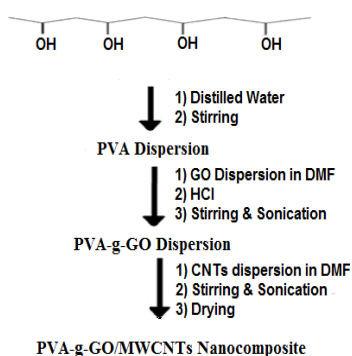 OH OH OH OH
1) Distilled Water
2) Stirring
PVA Dispersion
1) GO Dispersion in DMF
2) HCl
3) Stirring & Sonication
PVA-g-GO Dispersion
1) CNTs dispersion in DMF
2) Stirring & Sonication
3) Drying
PVA-g-GO/MWCNTs Nanocomposite